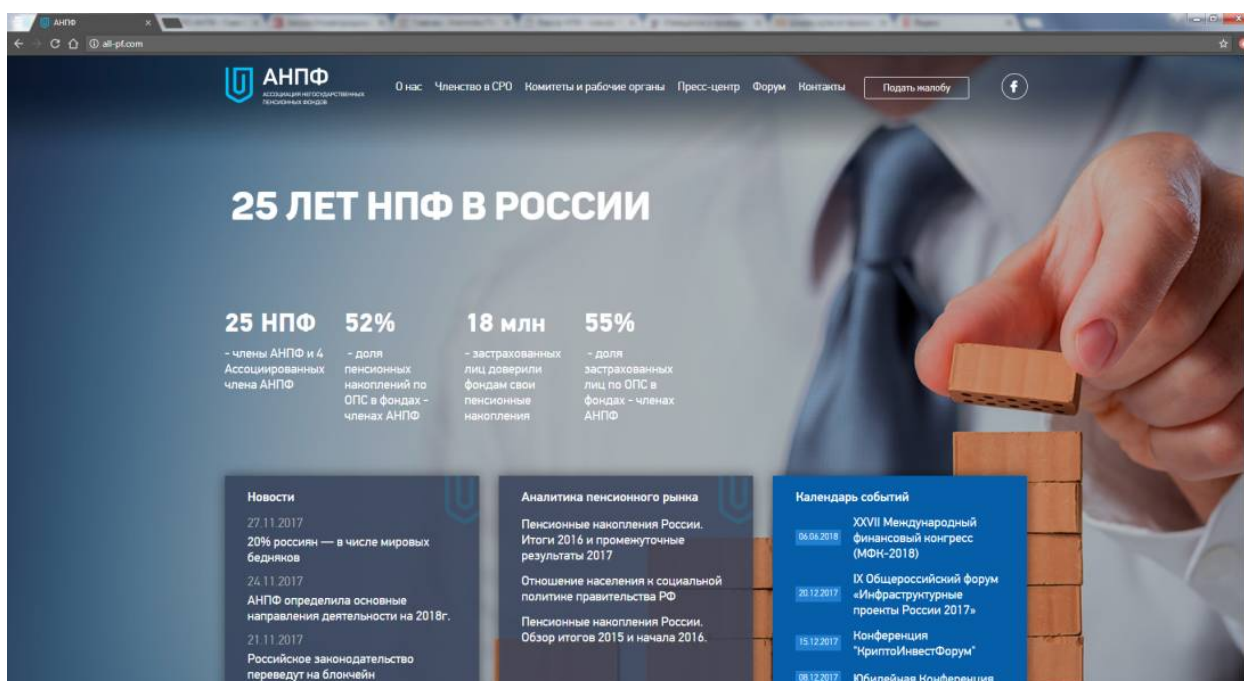 АНПФ
all-pf.com
АНПФ
АССОЦИАЦИЯ НЕГОСУДАРСТВЕННЫХ
ПЕНСИОННЫХ ФОНДОВ
О нас Членство в СРО Комитеты и рабочие органы Пресс-центр Форум Контакты Подать жалобу
25 ЛЕТ НПФ В РОССИИ
25 НПФ
- члены АНПФ и 4
Ассоциированных
члена АНПФ
52%
- доля
пенсионных
накоплений по
ОПС в фондах -
членах АНПФ
18 млн
- застрахованных
лиц доверили
фондам свои
пенсионные
накопления
55%
- доля
застрахованных
лиц по ОПС в
фондах - членах
АНПФ
Новости
27.11.2017
20% россиян — в числе мировых
бедняков
24.11.2017
АНПФ определила основные
направления деятельности на 2018г.
21.11.2017
Российское законодательство
переведут на блокчейн
Аналитика пенсионного рынка
Пенсионные накопления России.
Итоги 2016 и промежуточные
результаты 2017
Отношение населения к социальной
политике правительства РФ
Пенсионные накопления России.
Обзор итогов 2015 и начала 2016.
Календарь событий
06.06.2018
XXVII Международный
финансовый конгресс
(МФК-2018)
20.12.2017
IX Общероссийский форум
«Инфраструктурные
проекты России 2017»
15.12.2017
Конференция
"КриптоИнвестФорум"
08.12.2017
Юбилейная Конференция